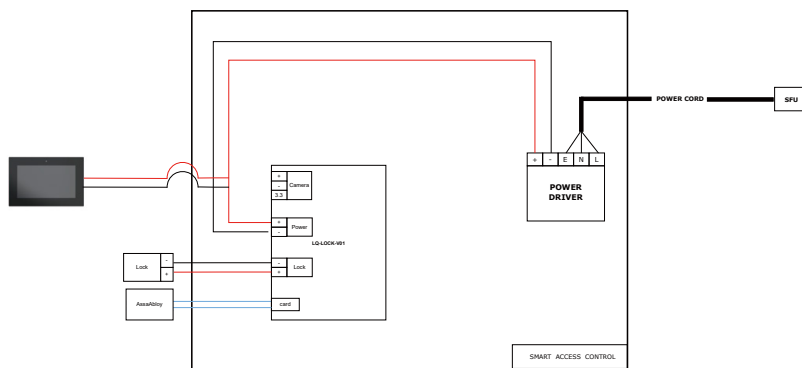 POWER CORD
SFU
+ - E N L
POWER
DRIVER
+
-
3.3
Camera
+
-
Power
LQ-LOCK-V01
Lock
-
+
-
+
Lock
AssaAbloy
card
SMART ACCESS CONTROL